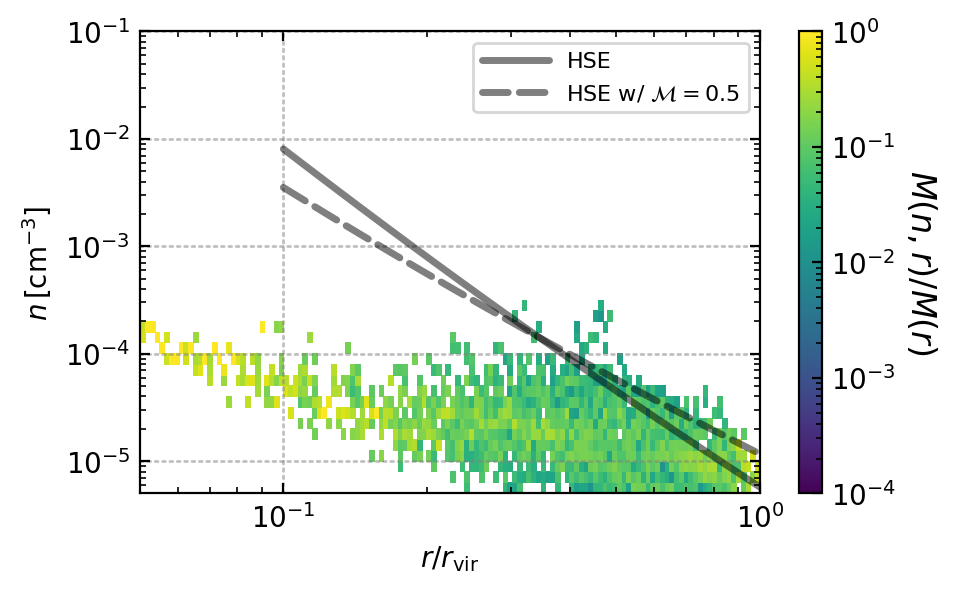 10⁻¹
10⁻²
10⁻³
10⁻⁴
10⁻⁵
n [cm⁻³]
HSE
HSE w/ ℳ = 0.5
10⁻¹
10⁰
r/r_vir
10⁰
10⁻¹
10⁻²
10⁻³
10⁻⁴
M(n, r)/M(r)